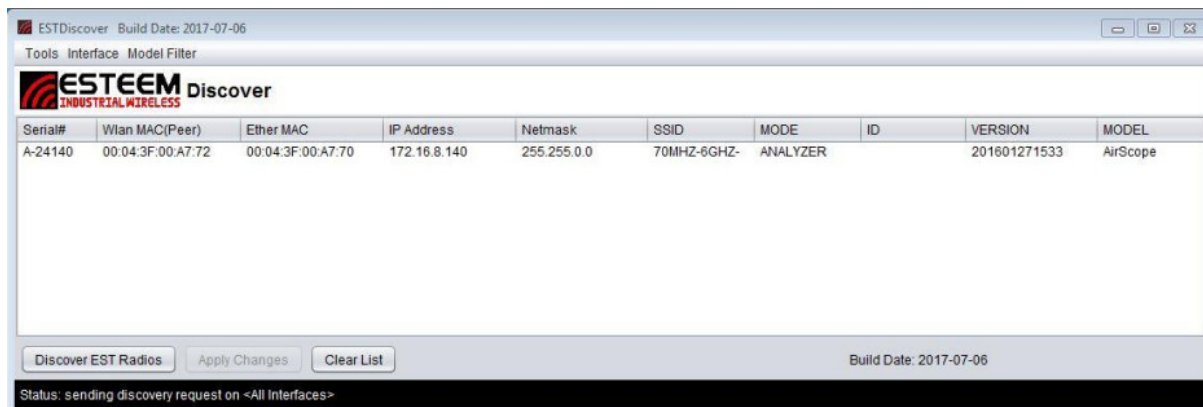 ESTDiscover Build Date: 2017-07-06
Tools Interface Model Filter
ESTEEM Discover
INDUSTRIAL WIRELESS
Serial# Wlan MAC(Peer) Ether MAC IP Address Netmask SSID MODE ID VERSION MODEL
A-24140 00:04:3F:00:A7:72 00:04:3F:00:A7:70 172.16.8.140 255.255.0.0 70MHZ-6GHZ- ANALYZER 201601271533 AirScope
Discover EST Radios Apply Changes Clear List Build Date: 2017-07-06
Status: sending discovery request on <All Interfaces>